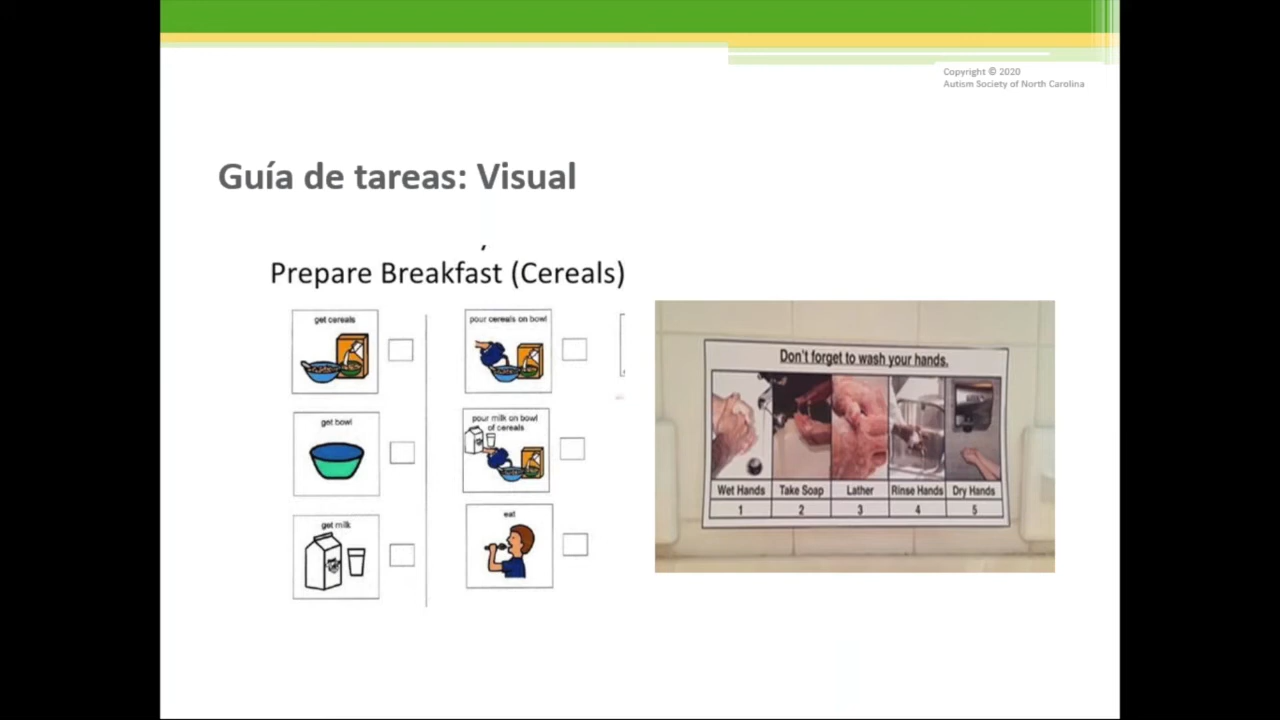 Copyright © 2020
Autism Society of North Carolina
Guía de tareas: Visual
Prepare Breakfast (Cereals)
get cereals
get bowl
get milk
pour cereals on bowl
pour milk on bowl
of cereals
eat
Don't forget to wash your hands.
Wet Hands Take Soap Lather Rinse Hands Dry Hands
1 2 3 4 5